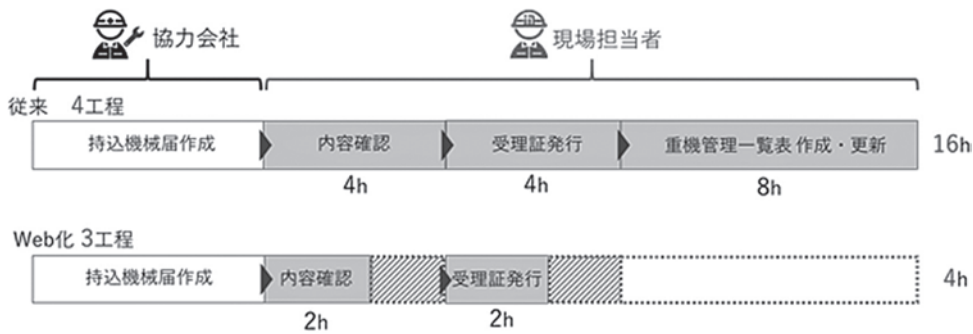 協力会社
現場担当者
従来 4工程
持込機械届作成
内容確認
受理証発行
重機管理一覧表 作成・更新
16h
4h
4h
8h
Web化 3工程
持込機械届作成
内容確認
受理証発行
4h
2h
2h